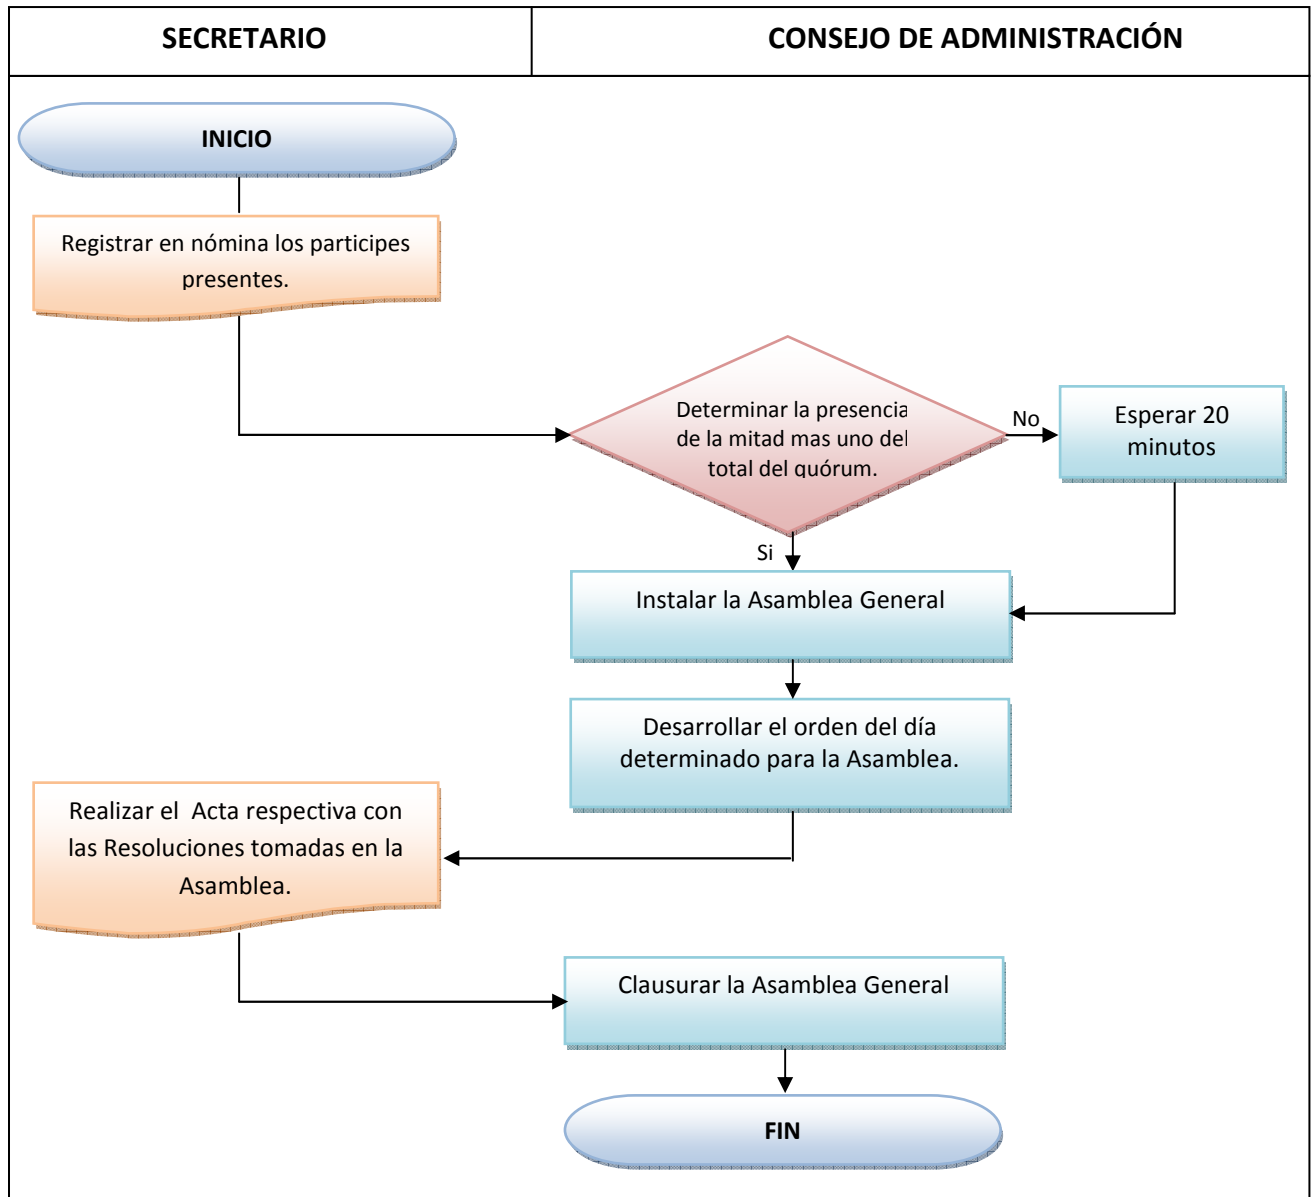 SECRETARIO
CONSEJO DE ADMINISTRACIÓN
INICIO
Registrar en nómina los participes
presentes.
Determinar la presencia
de la mitad mas uno del
total del quórum.
No
Esperar 20
minutos
Si
Instalar la Asamblea General
Desarrollar el orden del día
determinado para la Asamblea.
Realizar el Acta respectiva con
las Resoluciones tomadas en la
Asamblea.
Clausurar la Asamblea General
FIN